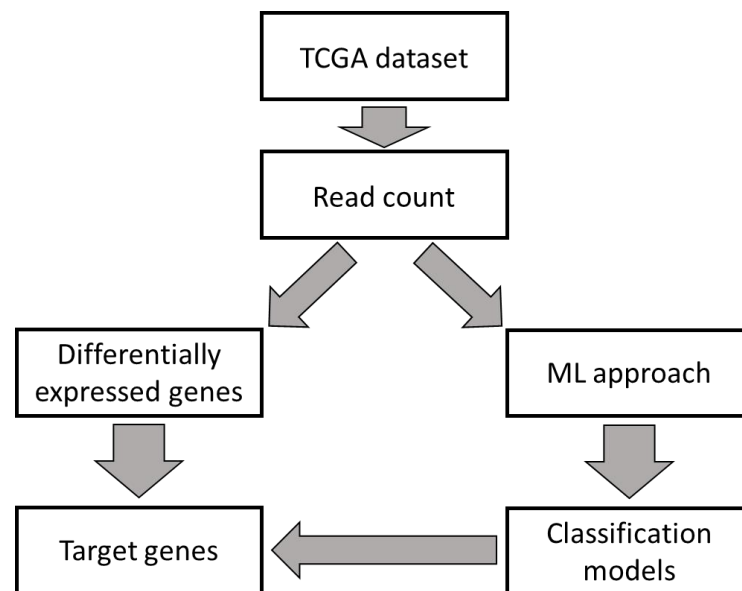 TCGA dataset
Read count
Differentially
expressed genes
ML approach
Target genes
Classification
models